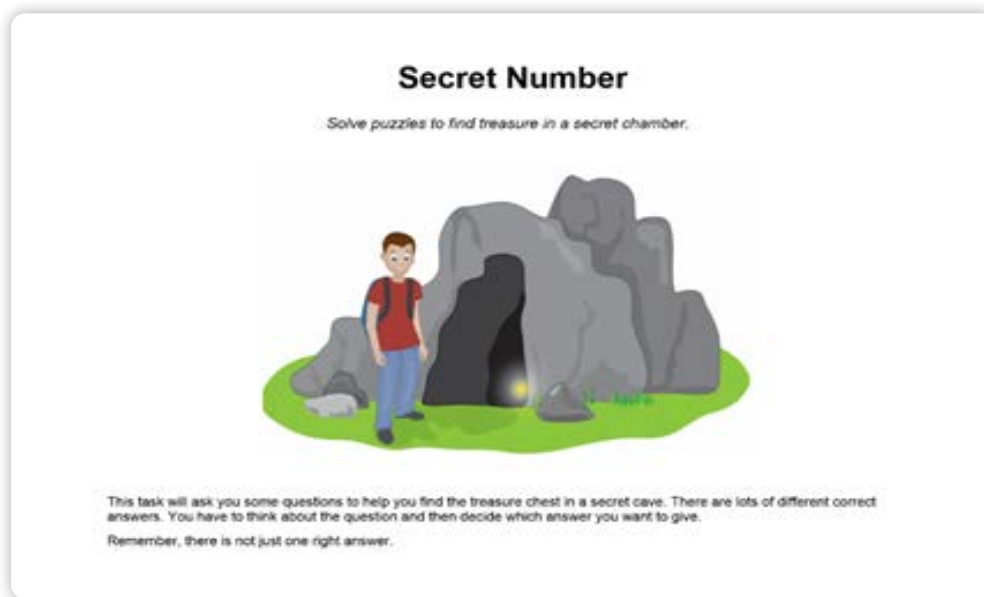 Secret Number
Solve puzzles to find treasure in a secret chamber.
This task will ask you some questions to help you find the treasure chest in a secret cave. There are lots of different correct
answers. You have to think about the question and then decide which answer you want to give.
Remember, there is not just one right answer.